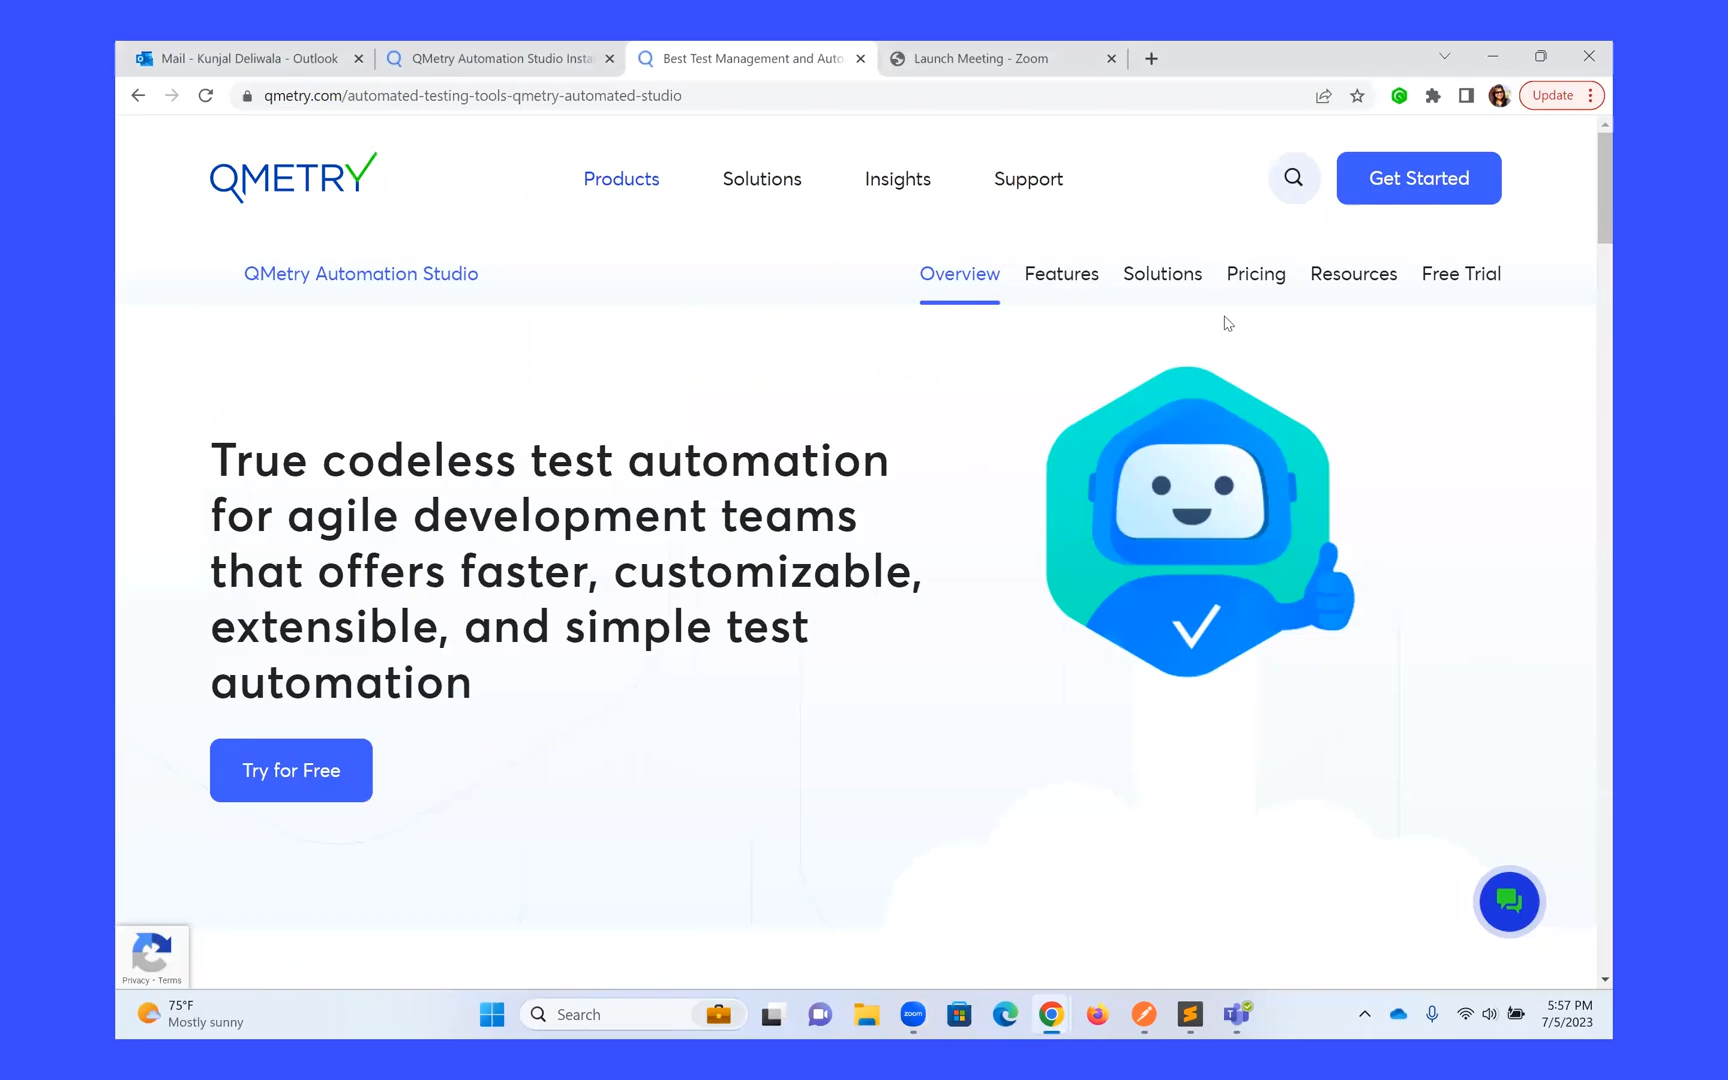 Mail - Kunjal Deliwala - Outlook
QMetry Automation Studio Insta
Best Test Management and Auto
Launch Meeting - Zoom
qmetry.com/automated-testing-tools-qmetry-automated-studio
Update
QMETRY
Products
Solutions
Insights
Support
Get Started
QMetry Automation Studio
Overview
Features
Solutions
Pricing
Resources
Free Trial
True codeless test automation
for agile development teams
that offers faster, customizable,
extensible, and simple test
automation
Try for Free
Privacy - Terms
75°F
Mostly sunny
Search
zoom
5:57 PM
7/5/2023